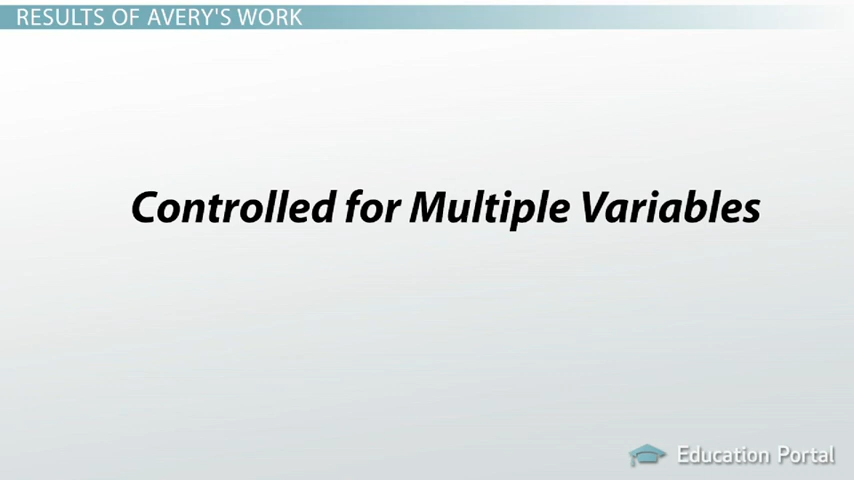 RESULTS OF AVERY'S WORK
Controlled for Multiple Variables
Education Portal